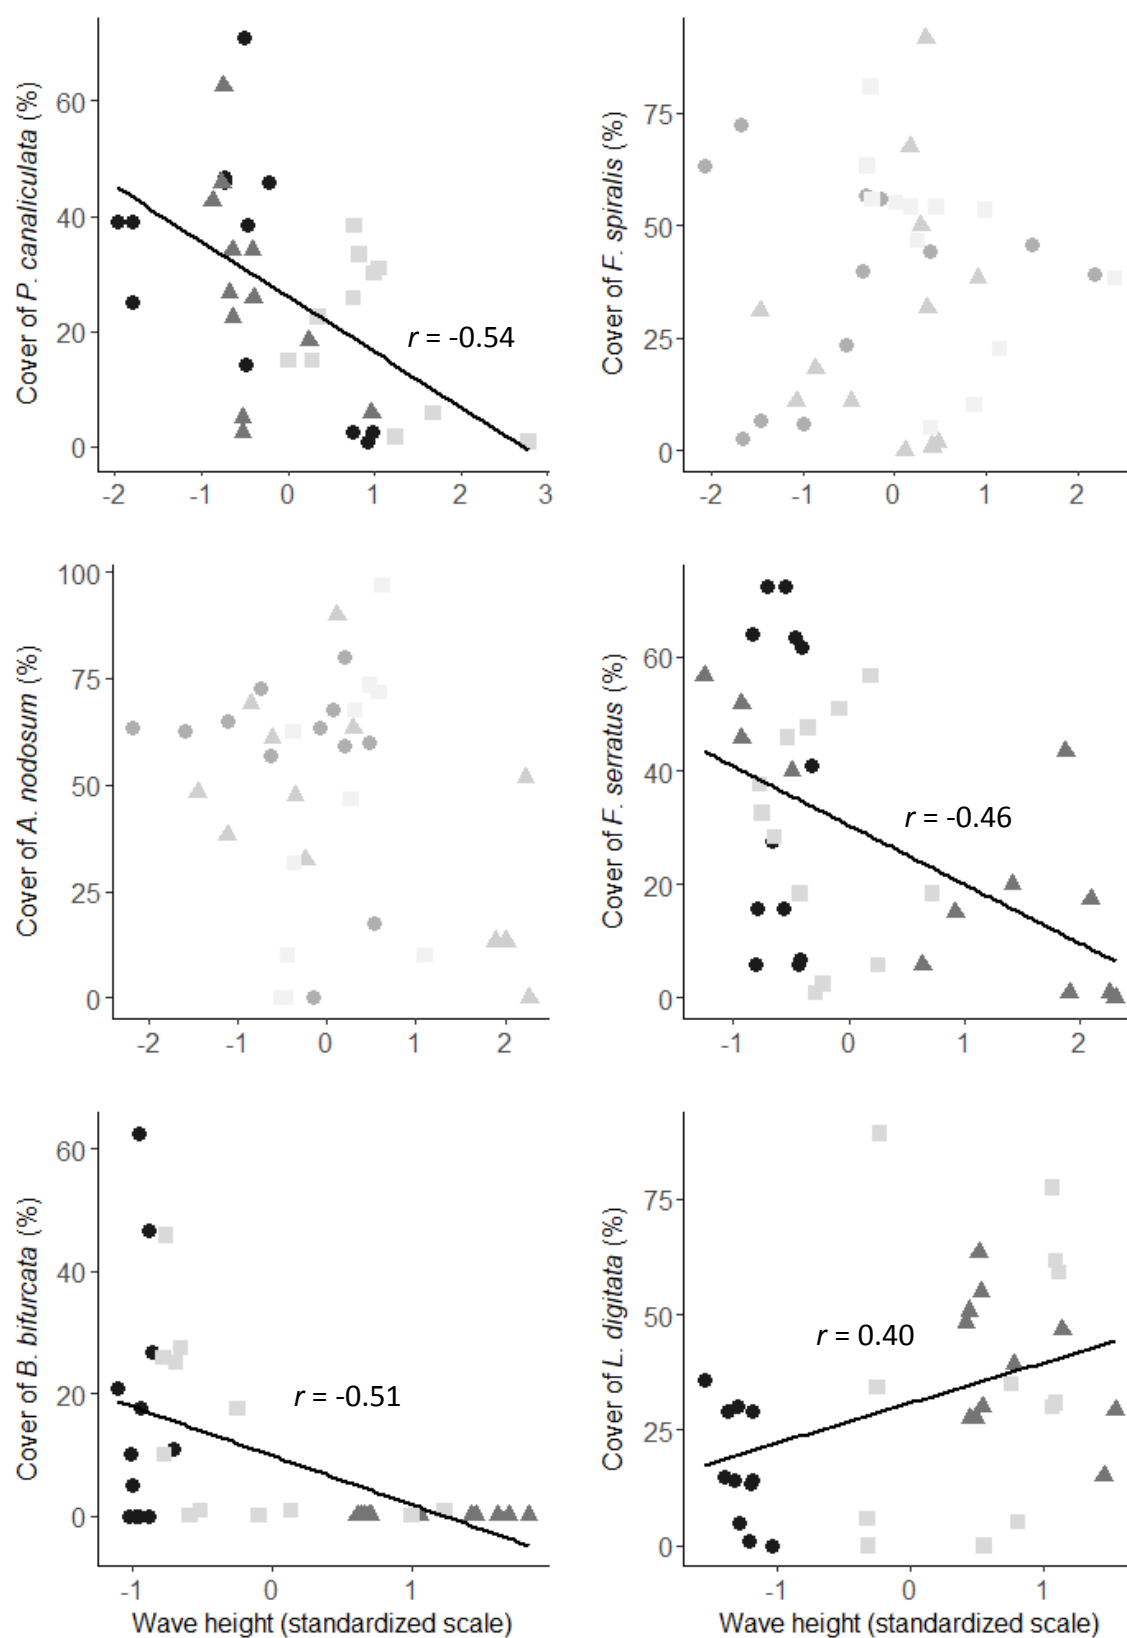 Cover of P. canaliculata (%)
60
40
20
0
r = -0.54
-2 -1 0 1 2 3
Cover of F. spiralis (%)
75
50
25
0
-2 -1 0 1 2
Cover of A. nodosum (%)
100
75
50
25
0
-2 -1 0 1 2
Cover of F. serratus (%)
60
40
20
0
r = -0.46
-1 0 1 2
Cover of B. bifurcata (%)
60
40
20
0
r = -0.51
-1 0 1
Wave height (standardized scale)
Cover of L. digitata (%)
75
50
25
0
r = 0.40
-1 0 1
Wave height (standardized scale)